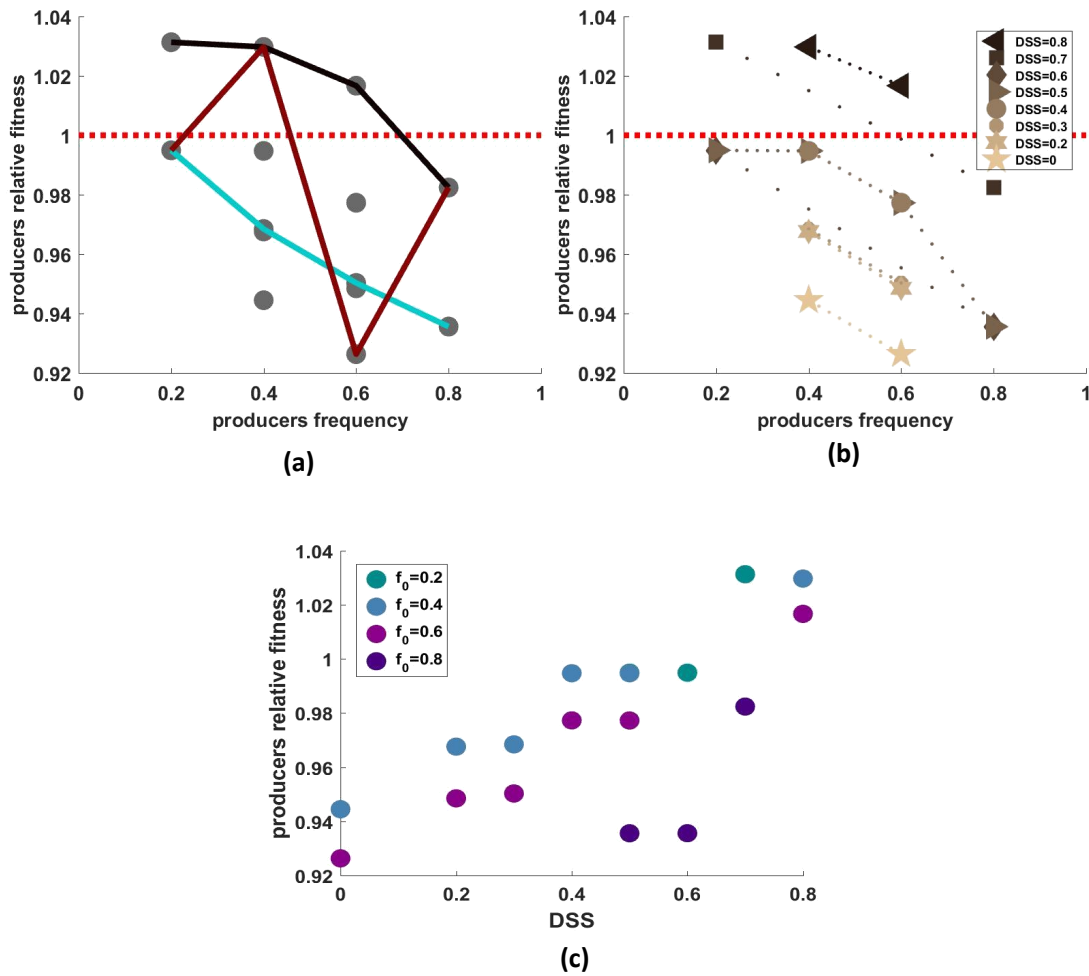 1.04
1.02
1
0.98
0.96
0.94
0.92
producers relative fitness
0
0.2
0.4
0.6
0.8
1
producers frequency
(a)
1.04
1.02
1
0.98
0.96
0.94
0.92
producers relative fitness
DSS=0.8
DSS=0.7
DSS=0.6
DSS=0.5
DSS=0.4
DSS=0.3
DSS=0.2
DSS=0
0
0.2
0.4
0.6
0.8
1
producers frequency
(b)
1.04
1.02
1
0.98
0.96
0.94
0.92
producers relative fitness
f_0=0.2
f_0=0.4
f_0=0.6
f_0=0.8
0
0.2
0.4
0.6
0.8
DSS
(c)